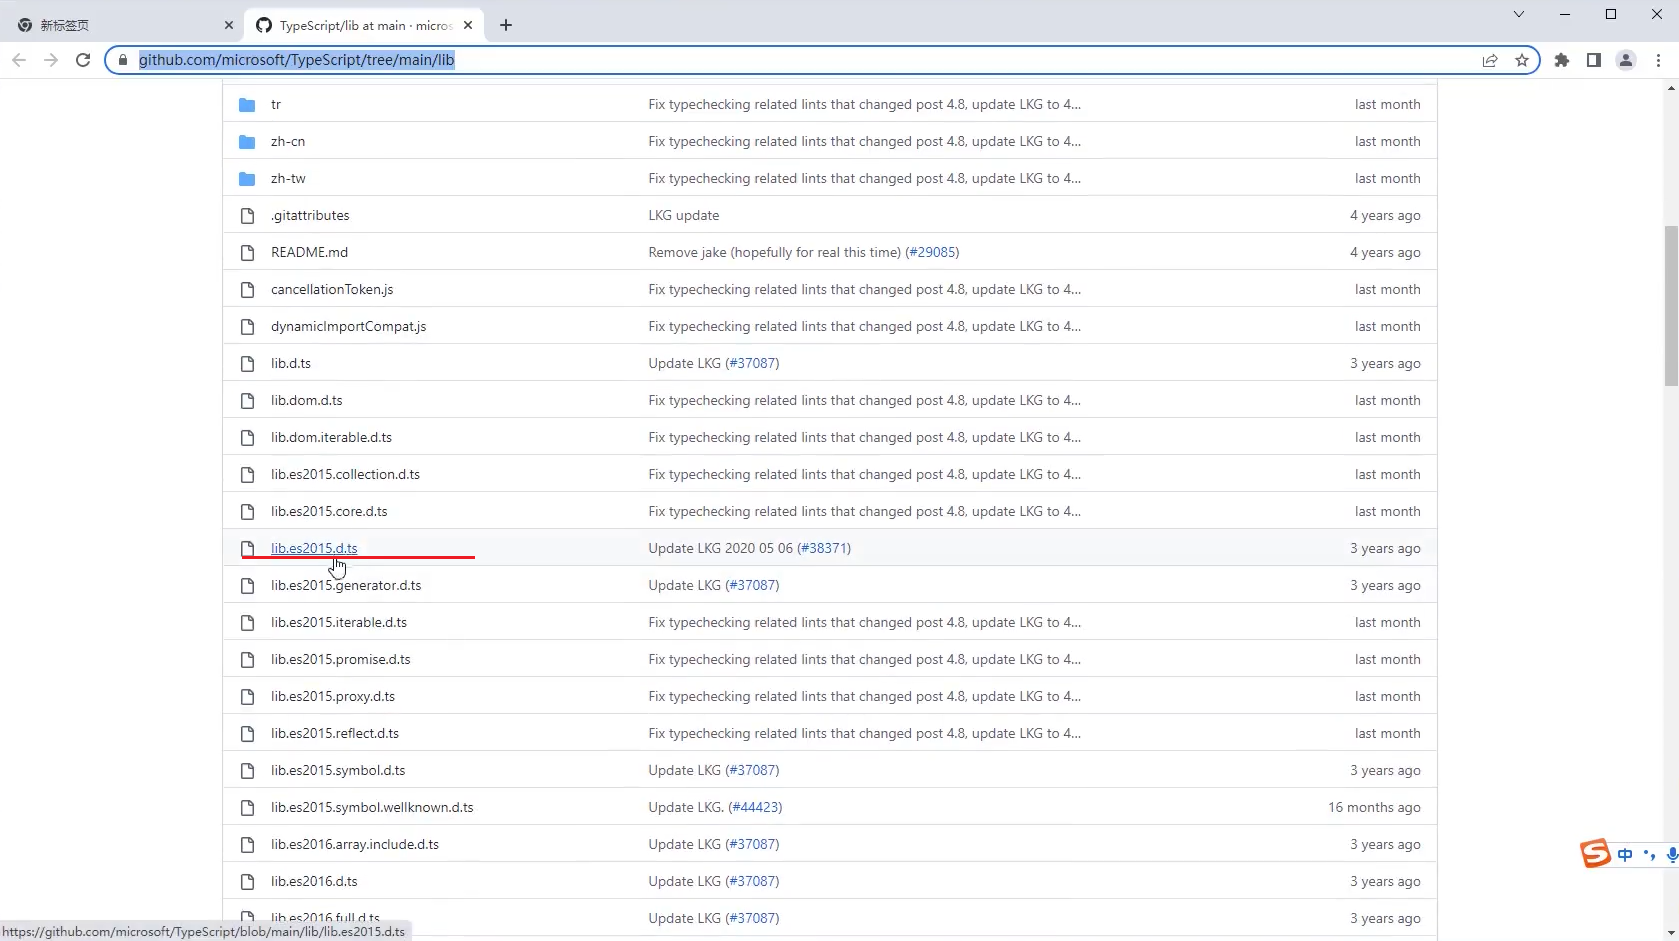 新标签页
TypeScript/lib at main · micros
github.com/microsoft/TypeScript/tree/main/lib
tr Fix typechecking related lints that changed post 4.8, update LKG to 4... last month
zh-cn Fix typechecking related lints that changed post 4.8, update LKG to 4... last month
zh-tw Fix typechecking related lints that changed post 4.8, update LKG to 4... last month
.gitattributes LKG update 4 years ago
README.md Remove jake (hopefully for real this time) (#29085) 4 years ago
cancellationToken.js Fix typechecking related lints that changed post 4.8, update LKG to 4... last month
dynamicImportCompat.js Fix typechecking related lints that changed post 4.8, update LKG to 4... last month
lib.d.ts Update LKG (#37087) 3 years ago
lib.dom.d.ts Fix typechecking related lints that changed post 4.8, update LKG to 4... last month
lib.dom.iterable.d.ts Fix typechecking related lints that changed post 4.8, update LKG to 4... last month
lib.es2015.collection.d.ts Fix typechecking related lints that changed post 4.8, update LKG to 4... last month
lib.es2015.core.d.ts Fix typechecking related lints that changed post 4.8, update LKG to 4... last month
lib.es2015.d.ts Update LKG 2020 05 06 (#38371) 3 years ago
lib.es2015.generator.d.ts Update LKG (#37087) 3 years ago
lib.es2015.iterable.d.ts Fix typechecking related lints that changed post 4.8, update LKG to 4... last month
lib.es2015.promise.d.ts Fix typechecking related lints that changed post 4.8, update LKG to 4... last month
lib.es2015.proxy.d.ts Fix typechecking related lints that changed post 4.8, update LKG to 4... last month
lib.es2015.reflect.d.ts Fix typechecking related lints that changed post 4.8, update LKG to 4... last month
lib.es2015.symbol.d.ts Update LKG (#37087) 3 years ago
lib.es2015.symbol.wellknown.d.ts Update LKG. (#44423) 16 months ago
lib.es2016.array.include.d.ts Update LKG (#37087) 3 years ago
中
lib.es2016.d.ts Update LKG (#37087) 3 years ago
lib.es2016.full.d.ts Update LKG (#37087) 3 years ago
https://github.com/microsoft/TypeScript/blob/main/lib/lib.es2015.d.ts